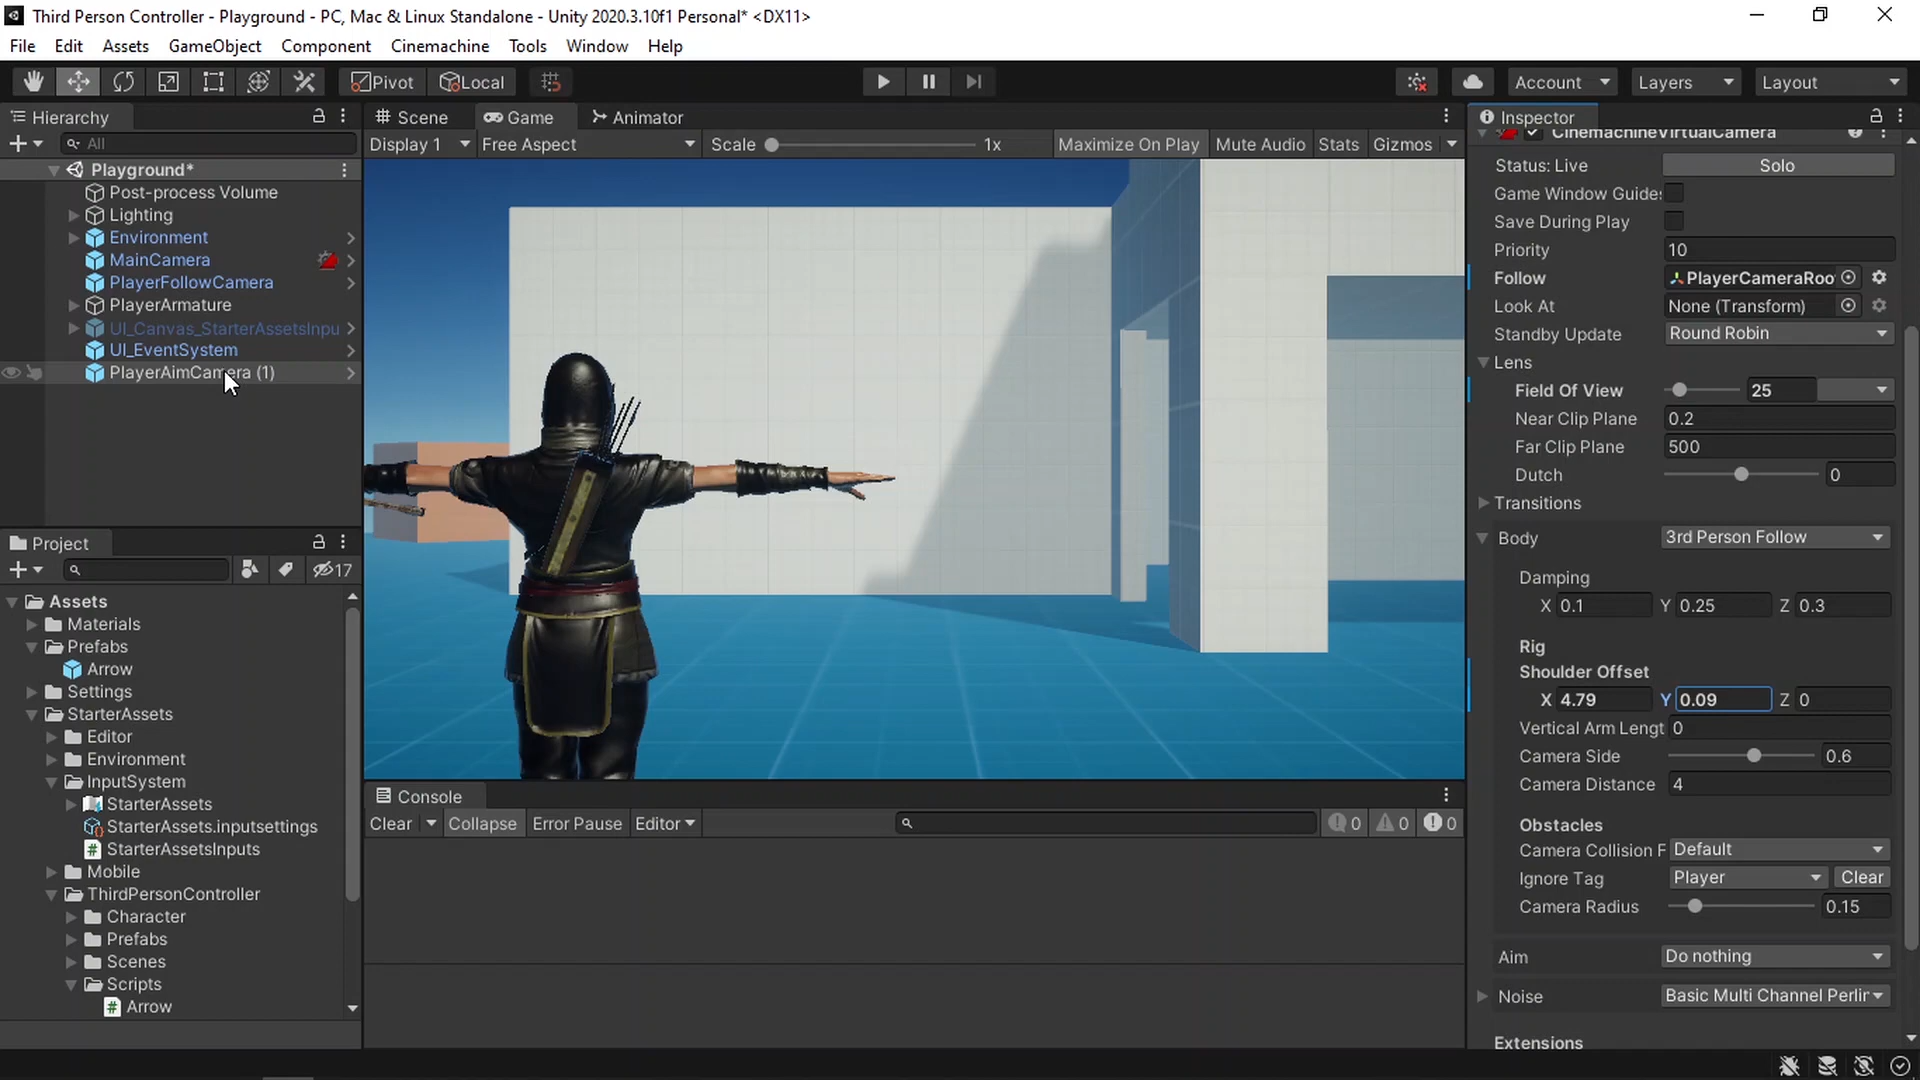 Third Person Controller - Playground - PC, Mac & Linux Standalone - Unity 2020.3.10f1 Personal* <DX11>
File Edit Assets GameObject Component Cinemachine Tools Window Help
Pivot Local Account Layers Layout
Hierarchy
All
Playground*
Post-process Volume
Lighting
Environment
MainCamera
PlayerFollowCamera
PlayerArmature
UI_Canvas_StarterAssetsInpu
UI_EventSystem
PlayerAimCamera (1)
Project
17
Assets
Materials
Prefabs
Arrow
Settings
StarterAssets
Editor
Environment
InputSystem
StarterAssets
StarterAssets.inputsettings
StarterAssetsInputs
Mobile
ThirdPersonController
Character
Prefabs
Scenes
Scripts
Arrow
Scene Game Animator
Display 1 Free Aspect Scale 1x Maximize On Play Mute Audio Stats Gizmos
Console
Clear Collapse Error Pause Editor 0 0 0
Inspector
CinemachineVirtualCamera
Status: Live Solo
Game Window Guide:
Save During Play
Priority 10
Follow PlayerCameraRoo
Look At None (Transform)
Standby Update Round Robin
Lens
Field Of View 25
Near Clip Plane 0.2
Far Clip Plane 500
Dutch 0
Transitions
Body 3rd Person Follow
Damping
X 0.1 Y 0.25 Z 0.3
Rig
Shoulder Offset
X 4.79 Y 0.09 Z 0
Vertical Arm Lengt 0
Camera Side 0.6
Camera Distance 4
Obstacles
Camera Collision F Default
Ignore Tag Player Clear
Camera Radius 0.15
Aim Do nothing
Noise Basic Multi Channel Perlir
Extensions